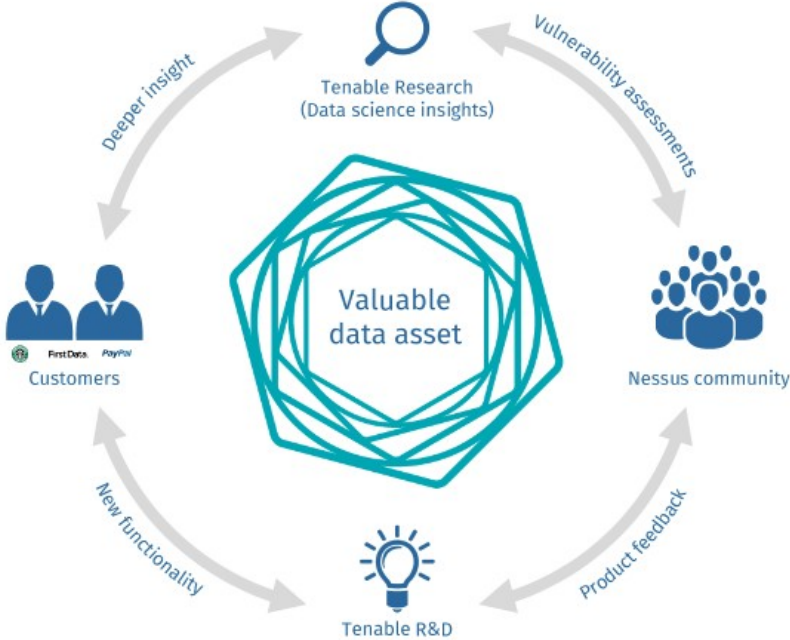 Deeper insight
Tenable Research
(Data science insights)
Vulnerability assessments
Valuable
data asset
First Data.
PayPal
Customers
Nessus community
New functionality
Product feedback
Tenable R&D